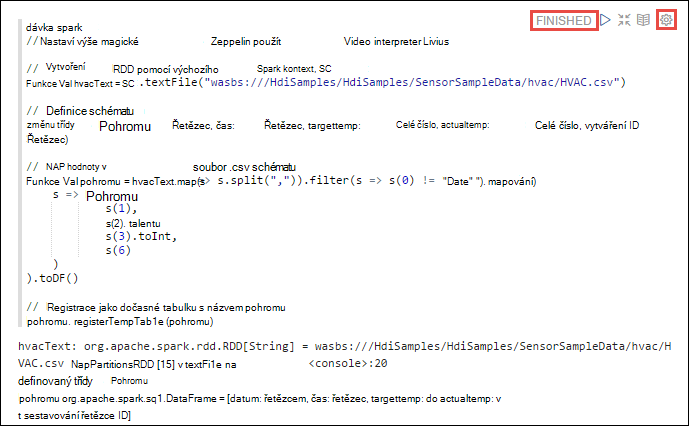 FINISHED
dávka spark
//Nastaví výše magické Zeppelin použít Video interpreter Livius
// Vytvoření RDD pomocí výchozího Spark kontext, SC
Funkce Val hvacText = SC .textFile("wasbs:///HdiSamples/HdiSamples/SensorSampleData/hvac/HVAC.csv")
// Definice schématu
změnu třídy Pohromu Řetězec, čas: Řetězec, targettemp: Celé číslo, actualtemp: Celé číslo, vytváření ID
Řetězec)
// NAP hodnoty v soubor .csv schématu
Funkce Val pohromu = hvacText.map(s> s.split(",")).filter(s => s(0) != "Date" "). mapování)
s => Pohromu
s(1),
s(2). talentu
s(3).toInt,
s(6)
)
).toDF()
// Registrace jako dočasné tabulku s názvem pohromu
pohromu. registerTempTab1e (pohromu)
hvacText: org.apache.spark.rdd.RDD[String] = wasbs:///HdiSamples/HdiSamples/SensorSampleData/hvac/H
VAC.csv NapPartitionsRDD [15] v textFi1e na <console>:20
definovaný třídy Pohromu
pohromu org.apache.spark.sq1.DataFrame = [datum: řetězcem, čas: řetězec, targettemp: do actualtemp: v
t sestavování řetězce ID]